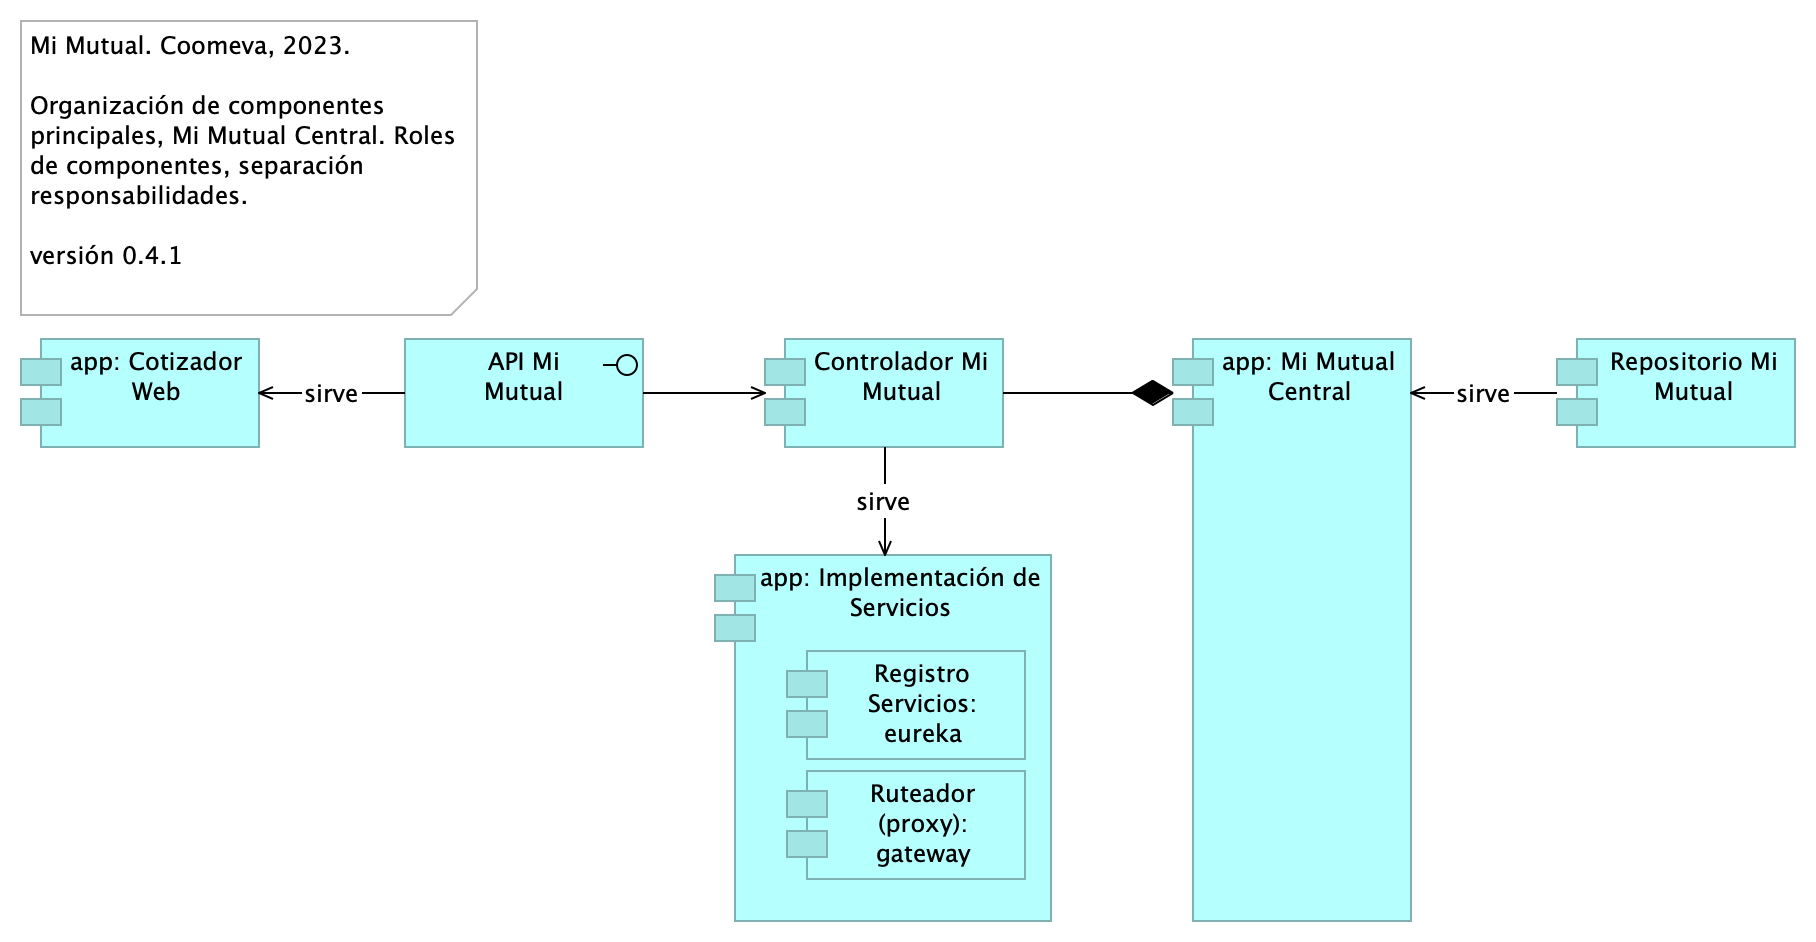 Mi Mutual. Coomeva, 2023.
Organización de componentes
principales, Mi Mutual Central. Roles
de componentes, separación
responsabilidades.
versión 0.4.1
app: Cotizador
Web
sirve
API Mi
Mutual
Controlador Mi
Mutual
app: Mi Mutual
Central
sirve
Repositorio Mi
Mutual
sirve
app: Implementación de
Servicios
Registro
Servicios:
eureka
Ruteador
(proxy):
gateway